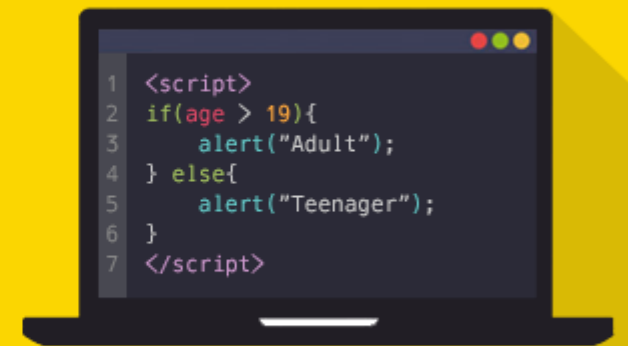 1 <script>
2 if(age > 19){
3 alert("Adult");
4 } else{
5 alert("Teenager");
6 }
7 </script>